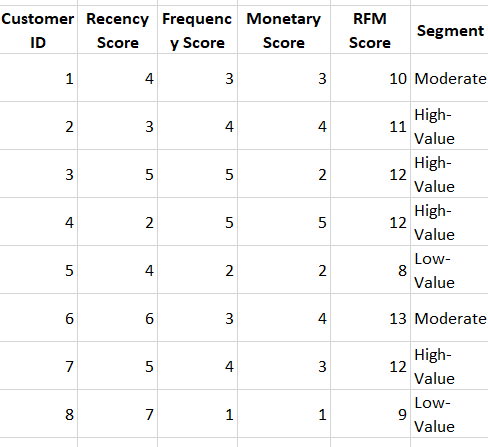 Customer ID Recency Score Frequency Score Monetary Score RFM Score Segment
1 4 3 3 10 Moderate
2 3 4 4 11 High-Value
3 5 5 2 12 High-Value
4 2 5 5 12 High-Value
5 4 2 2 8 Low-Value
6 6 3 4 13 Moderate
7 5 4 3 12 High-Value
8 7 1 1 9 Low-Value